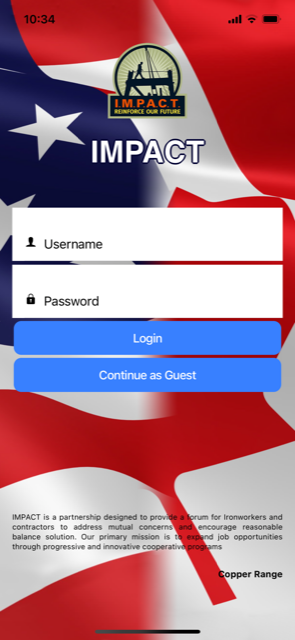 10:34
I.M.P.A.C.T.
REINFORCE OUR FUTURE
IMPACT
Username
Password
Login
Continue as Guest
IMPACT is a partnership designed to provide a forum for Ironworkers and
contractors to address mutual concerns and encourage reasonable
balance solution. Our primary mission is to expand job opportunities
through progressive and innovative cooperative programs
Copper Range